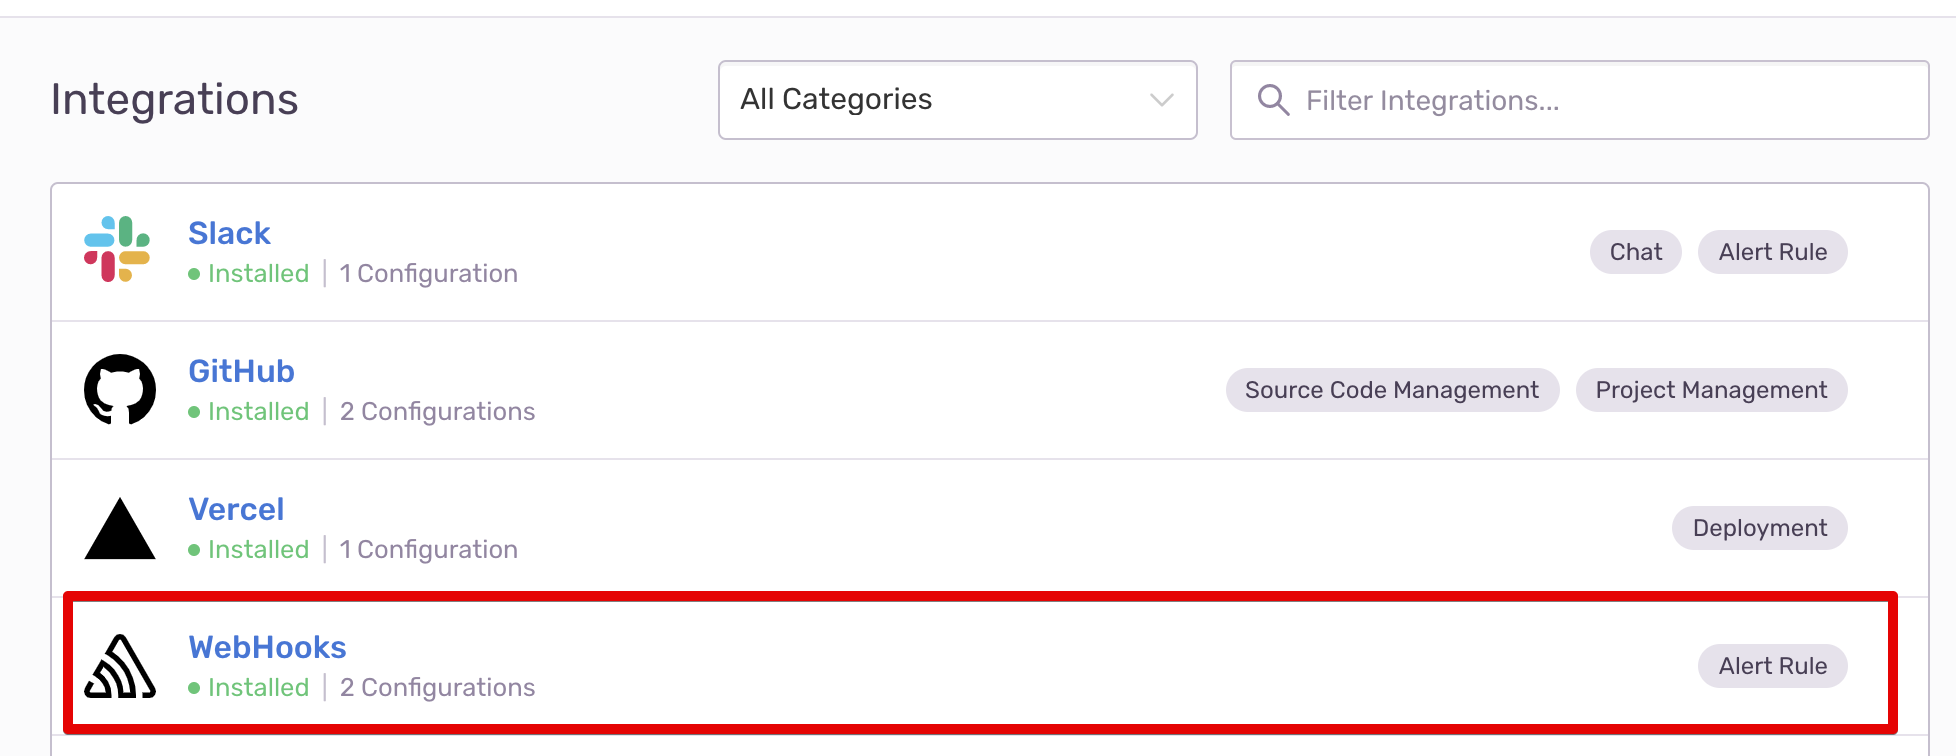 Integrations
All Categories
Filter Integrations...
Slack
Installed | 1 Configuration
Chat
Alert Rule
GitHub
Installed | 2 Configurations
Source Code Management
Project Management
Vercel
Installed | 1 Configuration
Deployment
WebHooks
Installed | 2 Configurations
Alert Rule